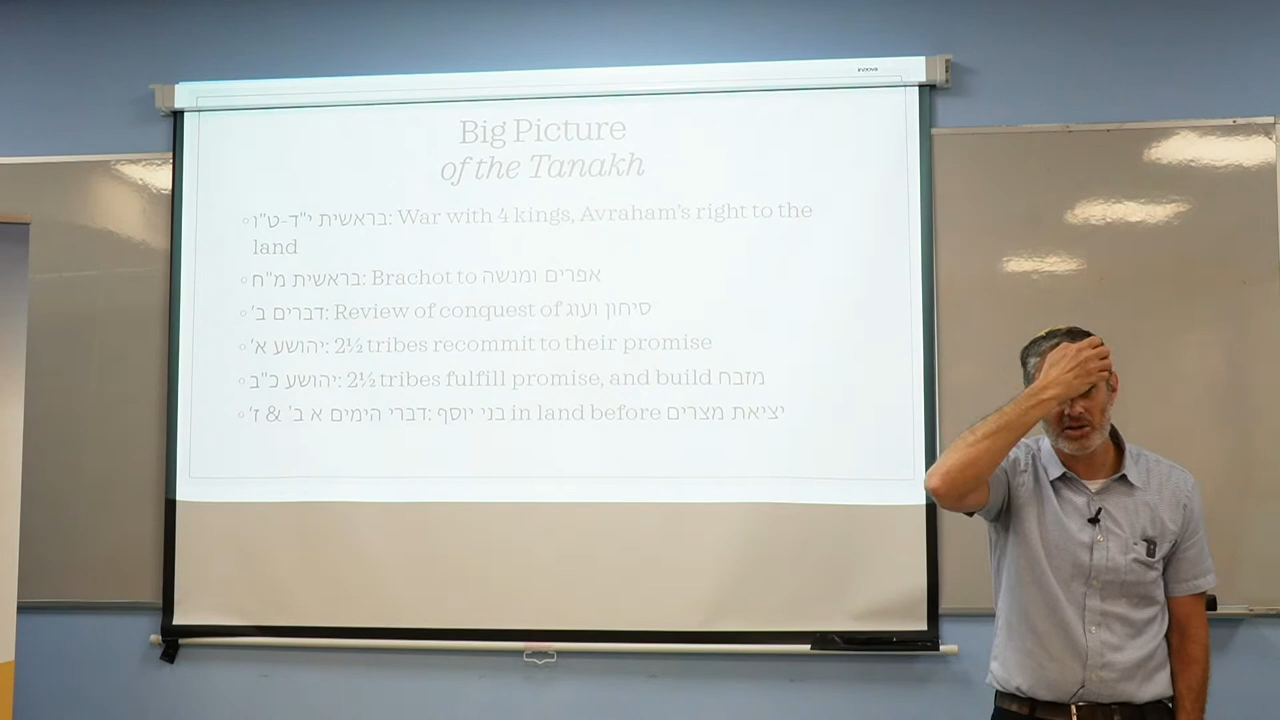 innova
Big Picture
of the Tanakh
בראשית י"ד-ט"ו: War with 4 kings, Avraham's right to the
land
בראשית מ"ח: Brachot to אפרים ומנשה
דברים ב': Review of conquest of סיחון ועוג
יהושע א': 2½ tribes recommit to their promise
יהושע כ"ב: 2½ tribes fulfill promise, and build מזבח
דברי הימים א ב' & ז': בני יוסף in land before יציאת מצרים